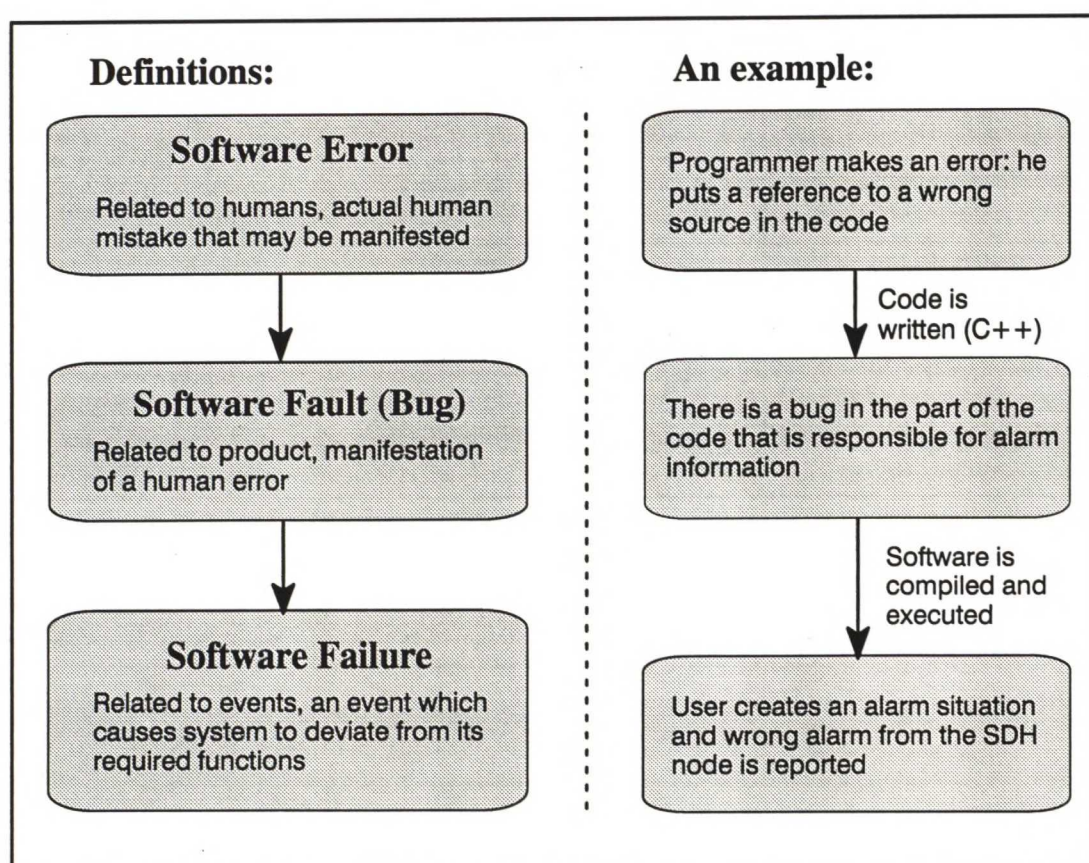 Definitions:
Software Error
Related to humans, actual human
mistake that may be manifested
Software Fault (Bug)
Related to product, manifestation
of a human error
Software Failure
Related to events, an event which
causes system to deviate from its
required functions
An example:
Programmer makes an error: he
puts a reference to a wrong
source in the code
Code is
written (C++)
There is a bug in the part of the
code that is responsible for alarm
information
Software is
compiled and
executed
User creates an alarm situation
and wrong alarm from the SDH
node is reported